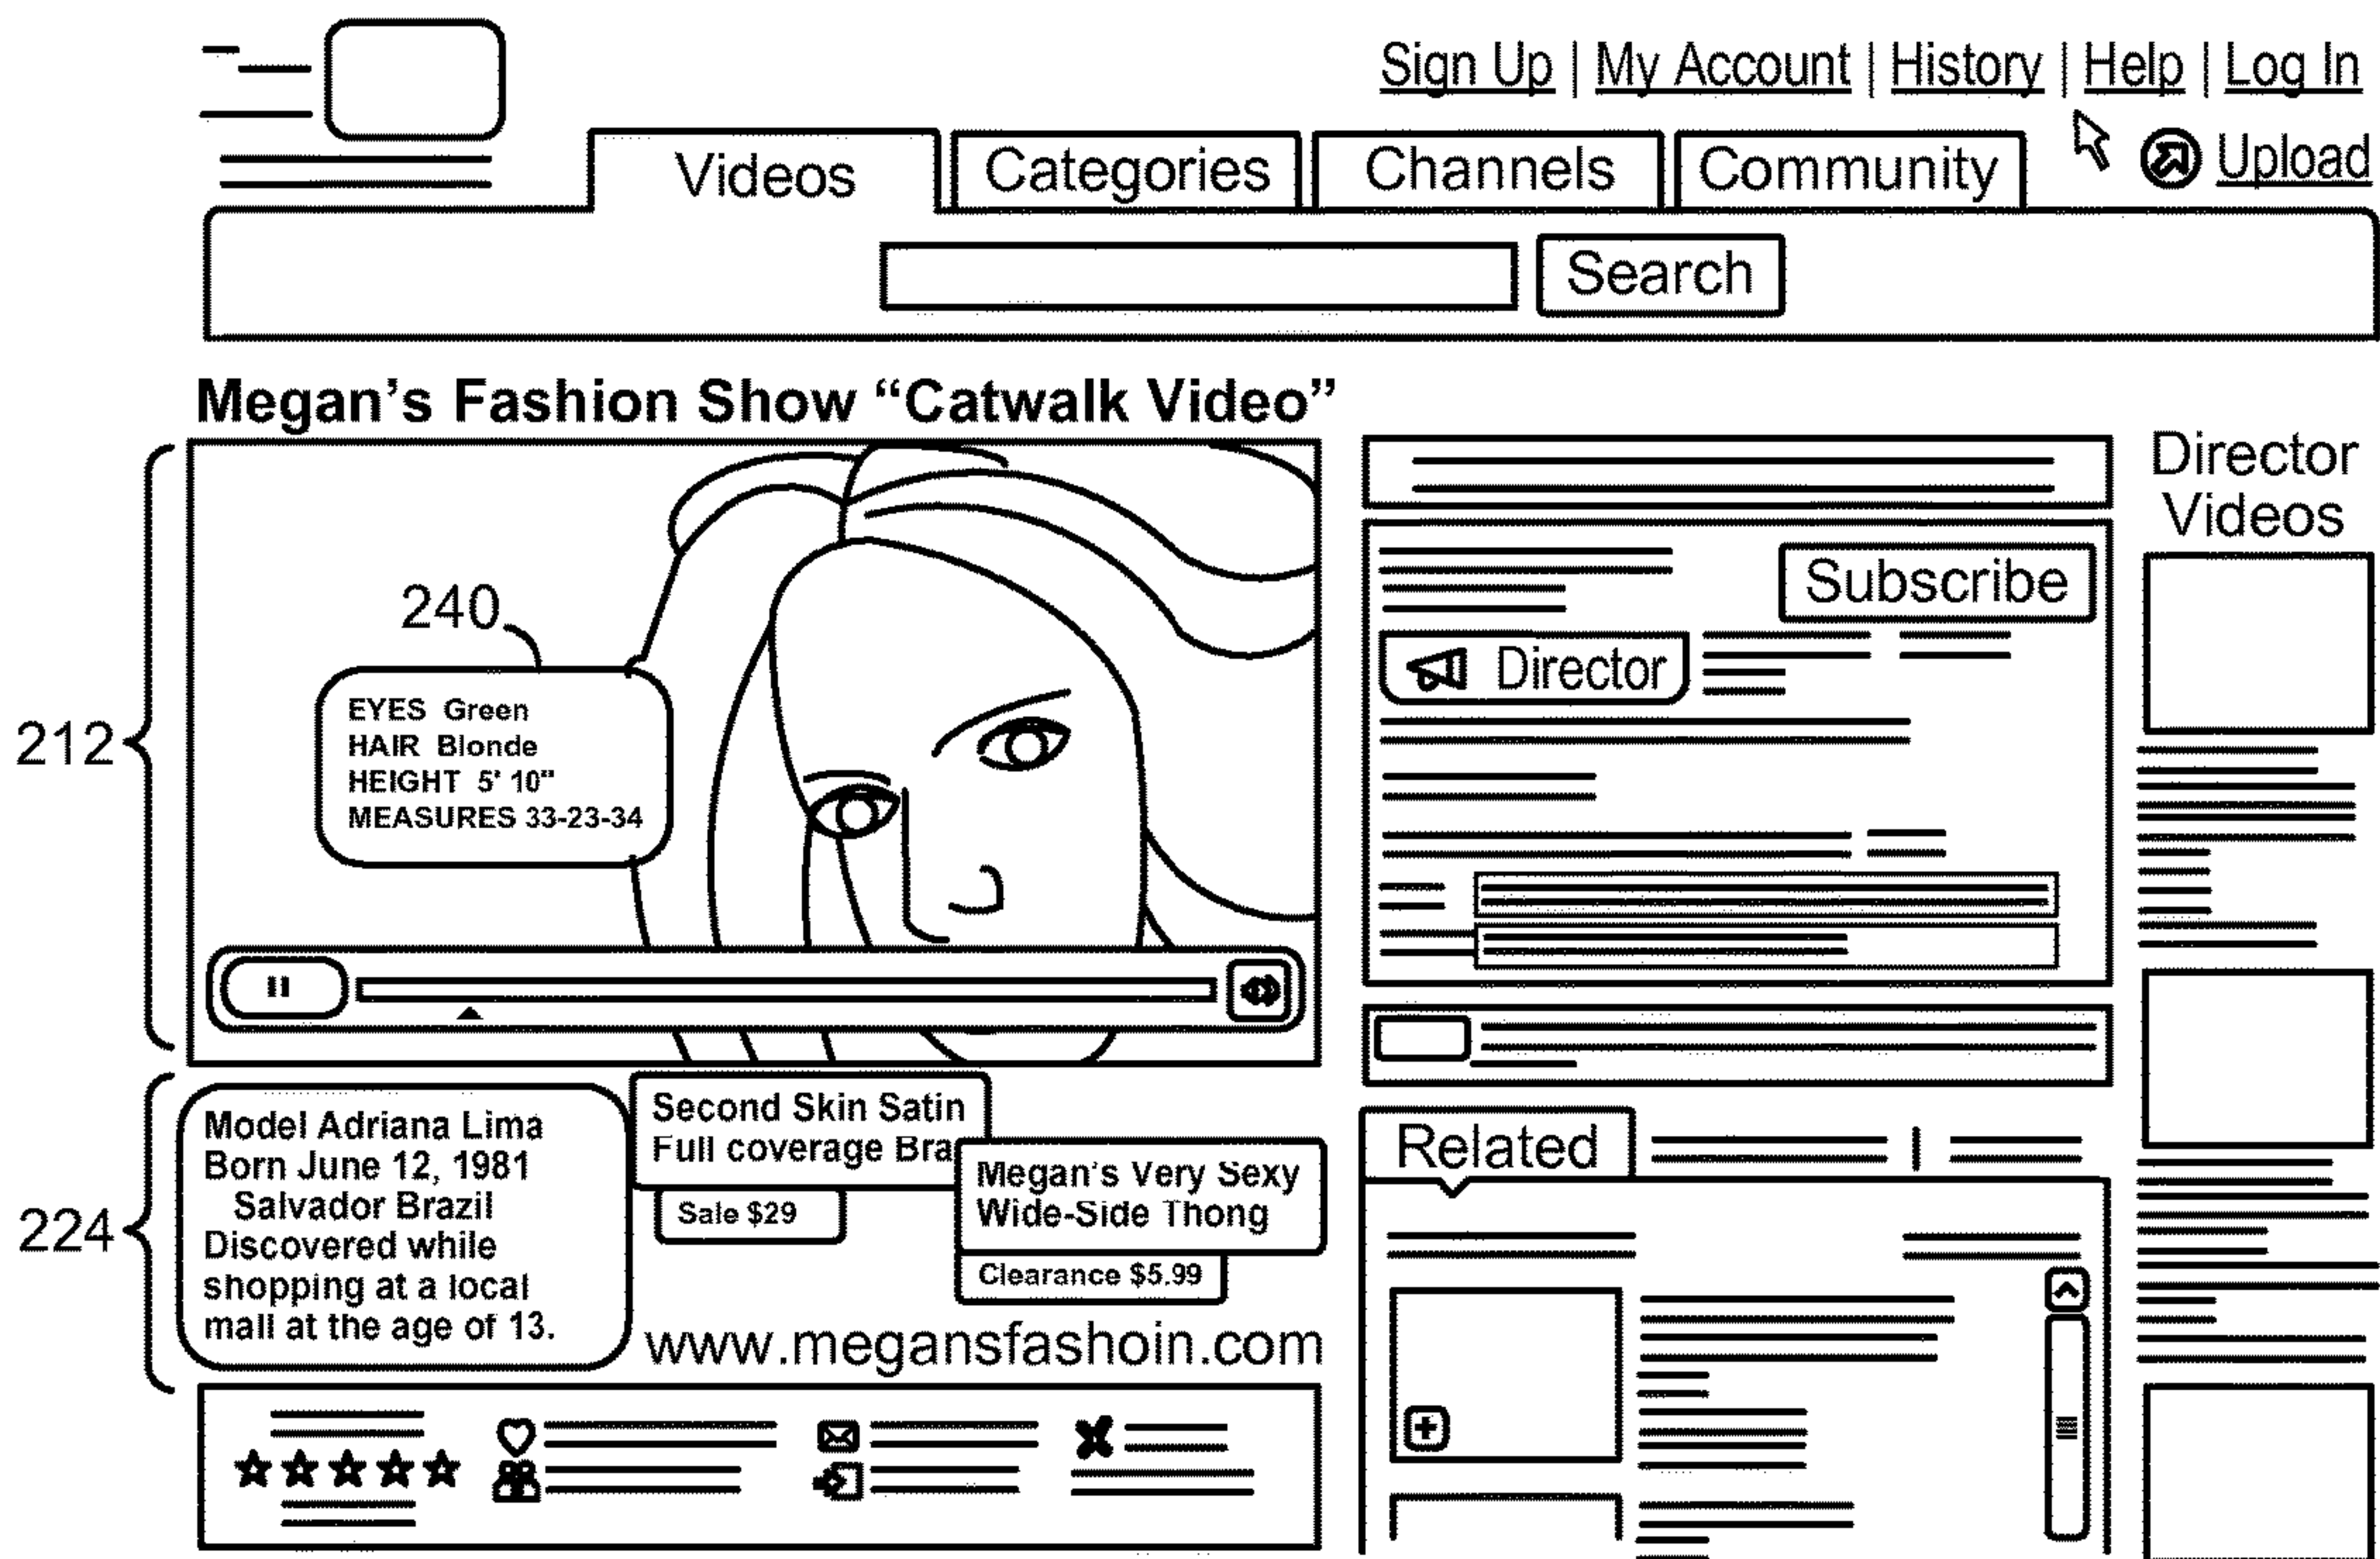 Sign Up | My Account | History | Help | Log In
Videos
Categories
Channels
Community
Upload
Search
Megan's Fashion Show “Catwalk Video”
Director
Videos
Subscribe
Director
240
212
EYES Green
HAIR Blonde
HEIGHT 5' 10"
MEASURES 33-23-34
224
Model Adriana Lima
Born June 12, 1981
Salvador Brazil
Discovered while
shopping at a local
mall at the age of 13.
Second Skin Satin
Full coverage Bra
Sale $29
Megan's Very Sexy
Wide-Side Thong
Clearance $5.99
www.megansfashoin.com
Related